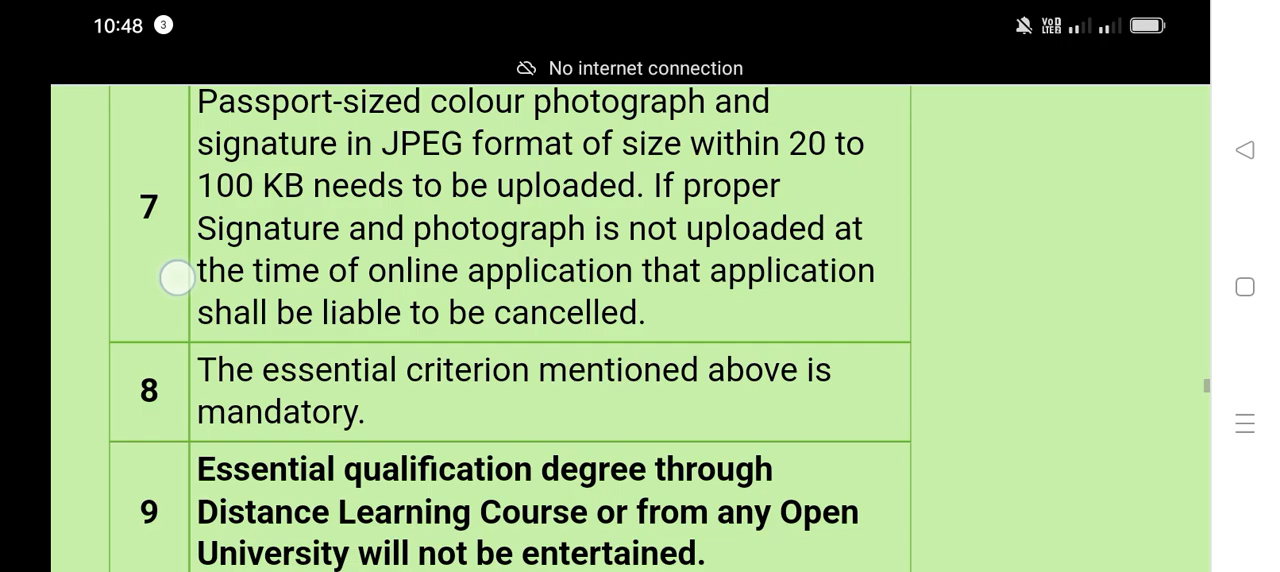 10:48 3 Vo D LTE 2
No internet connection
Passport-sized colour photograph and
signature in JPEG format of size within 20 to
100 KB needs to be uploaded. If proper
7
Signature and photograph is not uploaded at
the time of online application that application
shall be liable to be cancelled.
The essential criterion mentioned above is
8
mandatory.
Essential qualification degree through
9 Distance Learning Course or from any Open
University will not be entertained.